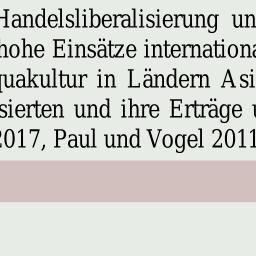 Handelsliberalisierung un
hohe Einsätze internationa
quakultur in Ländern Asi
sierten und ihre Erträge u
2017, Paul und Vogel 2011